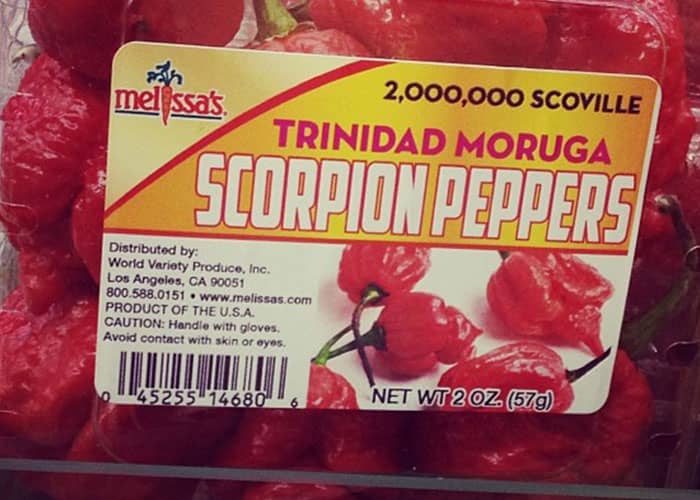 melissa's.
2,000,000 SCOVILLE
TRINIDAD MORUGA
SCORPION PEPPERS
Distributed by:
World Variety Produce, Inc.
Los Angeles, CA 90051
800.588.0151 • www.melissas.com
PRODUCT OF THE U.S.A.
CAUTION: Handle with gloves.
Avoid contact with skin or eyes.
0 45255 14680 6
NET WT 2 OZ. (57g)